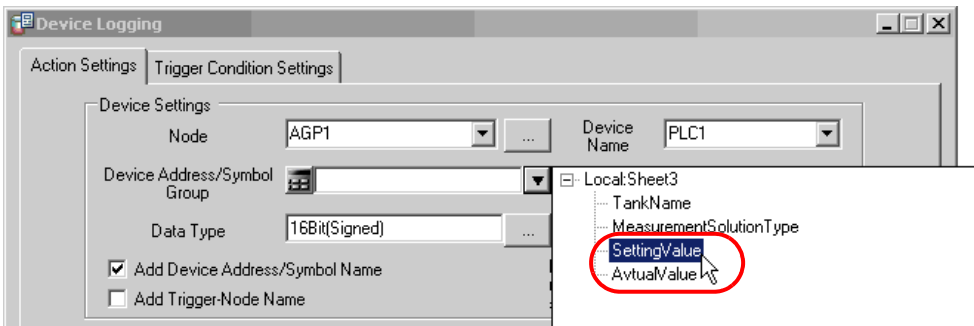 Device Logging
Action Settings Trigger Condition Settings
Device Settings
Node AGP1 ... Device Name PLC1
Device Address/Symbol Group
Local:Sheet3
TankName
MeasurementSolutionType
SettingValue
AvtualValue
Data Type 16Bit(Signed) ...
Add Device Address/Symbol Name
Add Trigger-Node Name